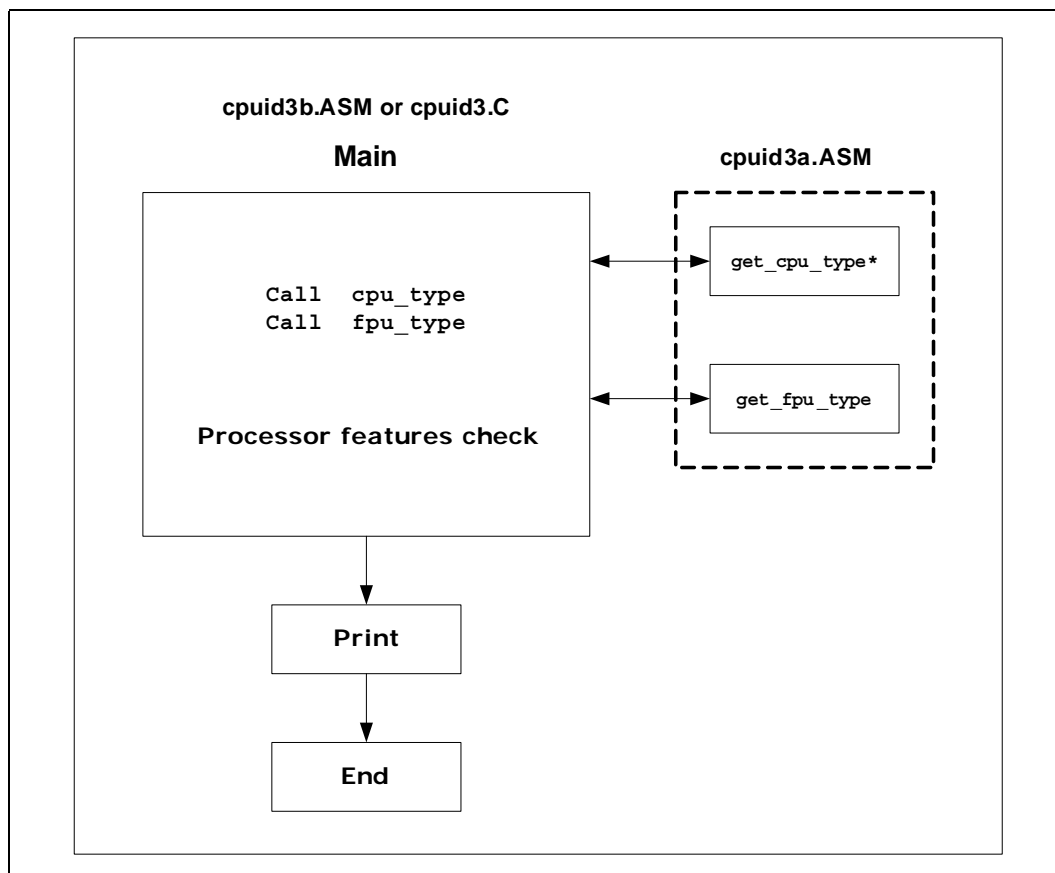 cpuid3b.ASM or cpuid3.C
Main
cpuid3a.ASM
get_cpu_type*
Call cpu_type
Call fpu_type
get_fpu_type
Processor features check
Print
End